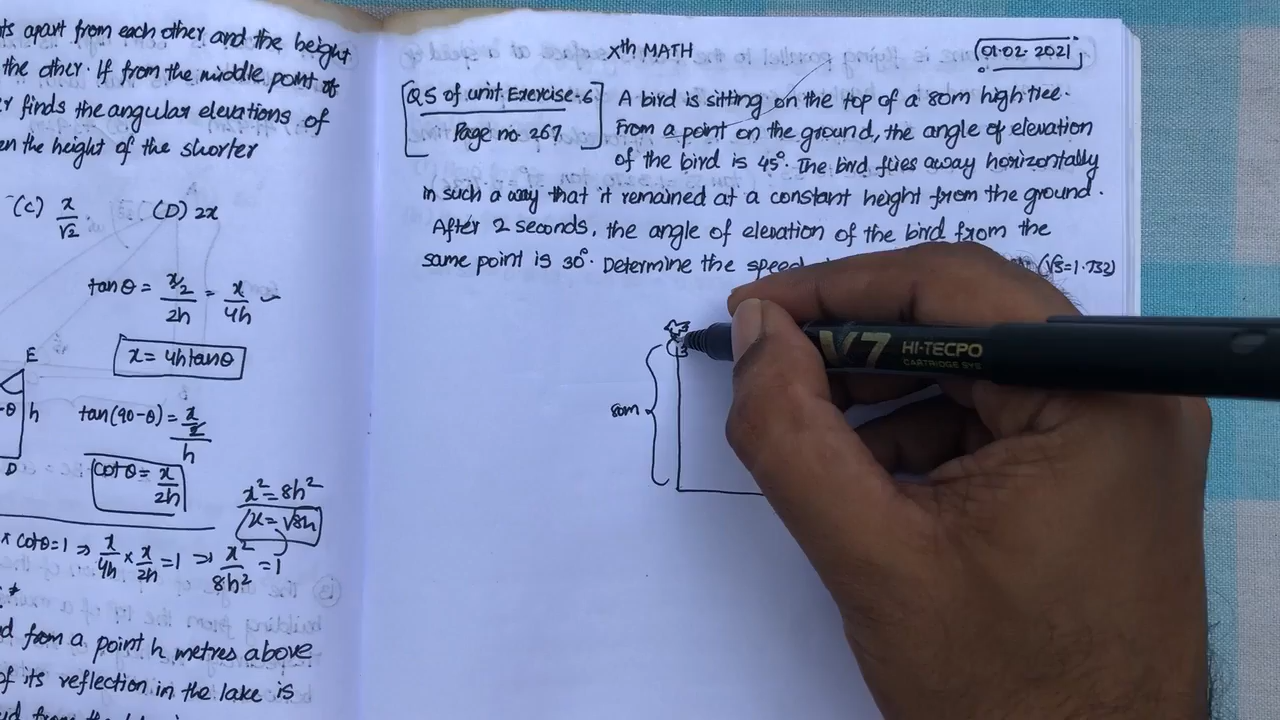 ts apart from each other and the height
the other. If from the middle point of
r finds the angular elevations of
en the height of the shorter
(C) x/√2 (D) 2x
tanθ = x/2 / 2h = x/4h
x = 4h tanθ
E
-θ h
D
tan(90-θ) = x/2 / h
cotθ = x/2h
x² = 8h²
x = √8h
x cotθ = 1 ⇒ x/4h × x/2h = 1 ⇒ x²/8h² = 1
d from a point h metres above
of its reflection in the lake is
Xth MATH
01-02-2021
Q5 of unit Exercise-6
Page no 267
A bird is sitting on the top of a 80m high tree.
From a point on the ground, the angle of elevation
of the bird is 45°. The bird flies away horizontally
in such a way that it remained at a constant height from the ground.
After 2 seconds, the angle of elevation of the bird from the
same point is 30°. Determine the speed (√3=1.732)
80m
V7 HI-TECPO
CARTRIDGE SYS